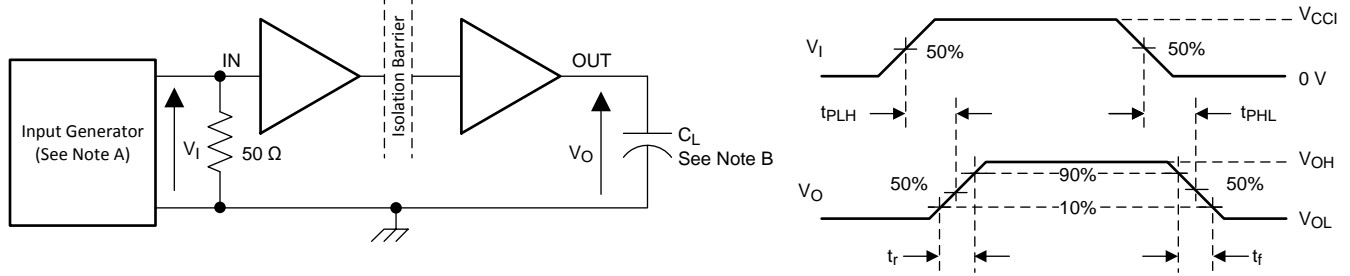 Input Generator
(See Note A)
IN
V_I
50 Ω
Isolation Barrier
OUT
V_O
C_L
See Note B
V_I
50%
50%
V_CCI
0 V
t_PLH
t_PHL
V_O
50%
90%
50%
10%
V_OH
V_OL
t_r
t_f